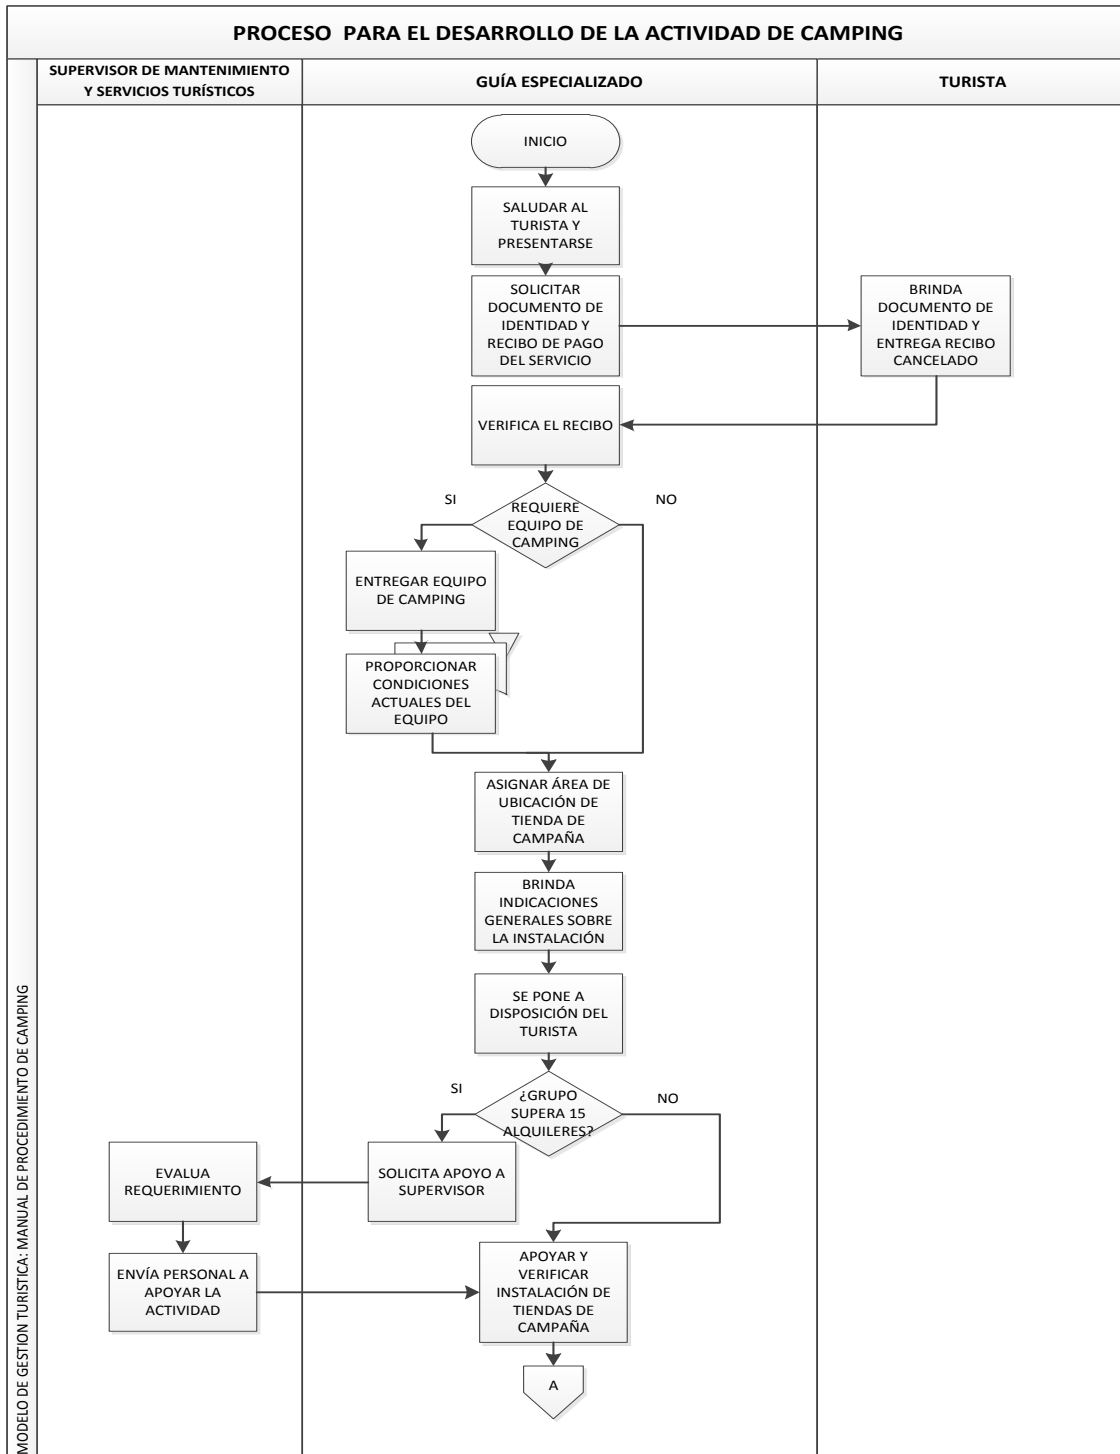 PROCESO PARA EL DESARROLLO DE LA ACTIVIDAD DE CAMPING
SUPERVISOR DE MANTENIMIENTO
Y SERVICIOS TURÍSTICOS
GUÍA ESPECIALIZADO
TURISTA
INICIO
SALUDAR AL
TURISTA Y
PRESENTARSE
SOLICITAR
DOCUMENTO DE
IDENTIDAD Y
RECIBO DE PAGO
DEL SERVICIO
BRINDA
DOCUMENTO DE
IDENTIDAD Y
ENTREGA RECIBO
CANCELADO
VERIFICA EL RECIBO
SI
REQUIERE
EQUIPO DE
CAMPING
NO
ENTREGAR EQUIPO
DE CAMPING
PROPORCIONAR
CONDICIONES
ACTUALES DEL
EQUIPO
ASIGNAR ÁREA DE
UBICACIÓN DE
TIENDA DE
CAMPAÑA
BRINDA
INDICACIONES
GENERALES SOBRE
LA INSTALACIÓN
SE PONE A
DISPOSICIÓN DEL
TURISTA
SI
¿GRUPO
SUPERA 15
ALQUILERES?
NO
SOLICITA APOYO A
SUPERVISOR
EVALUA
REQUERIMIENTO
ENVÍA PERSONAL A
APOYAR LA
ACTIVIDAD
APOYAR Y
VERIFICAR
INSTALACIÓN DE
TIENDAS DE
CAMPAÑA
A
MODELO DE GESTION TURISTICA: MANUAL DE PROCEDIMIENTO DE CAMPING